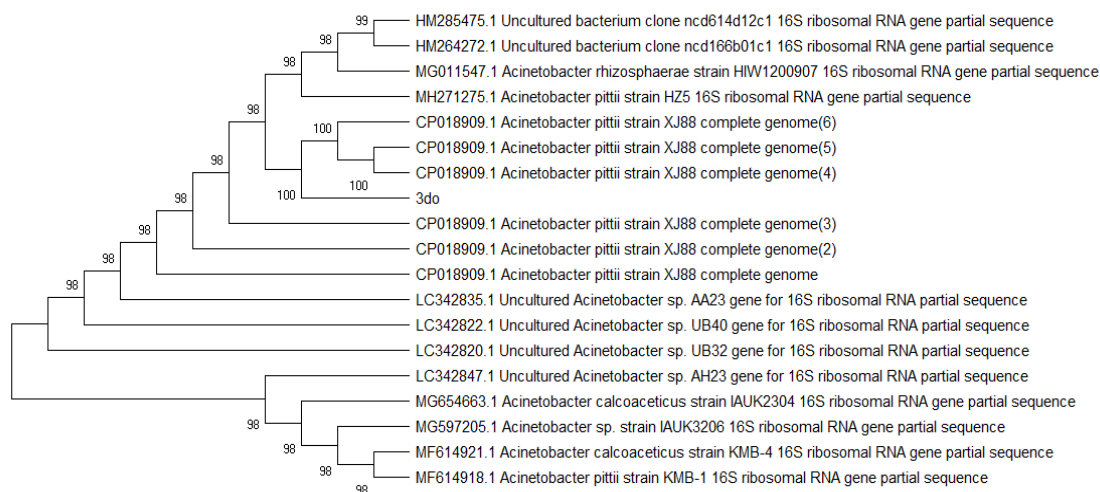 99
HM285475.1 Uncultured bacterium clone ncd614d12c1 16S ribosomal RNA gene partial sequence
98
HM264272.1 Uncultured bacterium clone ncd166b01c1 16S ribosomal RNA gene partial sequence
98
MG011547.1 Acinetobacter rhizosphaerae strain HIW1200907 16S ribosomal RNA gene partial sequence
MH271275.1 Acinetobacter pittii strain HZ5 16S ribosomal RNA gene partial sequence
98
CP018909.1 Acinetobacter pittii strain XJ88 complete genome(6)
100
CP018909.1 Acinetobacter pittii strain XJ88 complete genome(5)
98
CP018909.1 Acinetobacter pittii strain XJ88 complete genome(4)
100
100
3do
98
CP018909.1 Acinetobacter pittii strain XJ88 complete genome(3)
98
CP018909.1 Acinetobacter pittii strain XJ88 complete genome(2)
98
CP018909.1 Acinetobacter pittii strain XJ88 complete genome
98
LC342835.1 Uncultured Acinetobacter sp. AA23 gene for 16S ribosomal RNA partial sequence
LC342822.1 Uncultured Acinetobacter sp. UB40 gene for 16S ribosomal RNA partial sequence
LC342820.1 Uncultured Acinetobacter sp. UB32 gene for 16S ribosomal RNA partial sequence
LC342847.1 Uncultured Acinetobacter sp. AH23 gene for 16S ribosomal RNA partial sequence
MG654663.1 Acinetobacter calcoaceticus strain IAUK2304 16S ribosomal RNA gene partial sequence
98
MG597205.1 Acinetobacter sp. strain IAUK3206 16S ribosomal RNA gene partial sequence
98
MF614921.1 Acinetobacter calcoaceticus strain KMB-4 16S ribosomal RNA gene partial sequence
98
MF614918.1 Acinetobacter pittii strain KMB-1 16S ribosomal RNA gene partial sequence
98